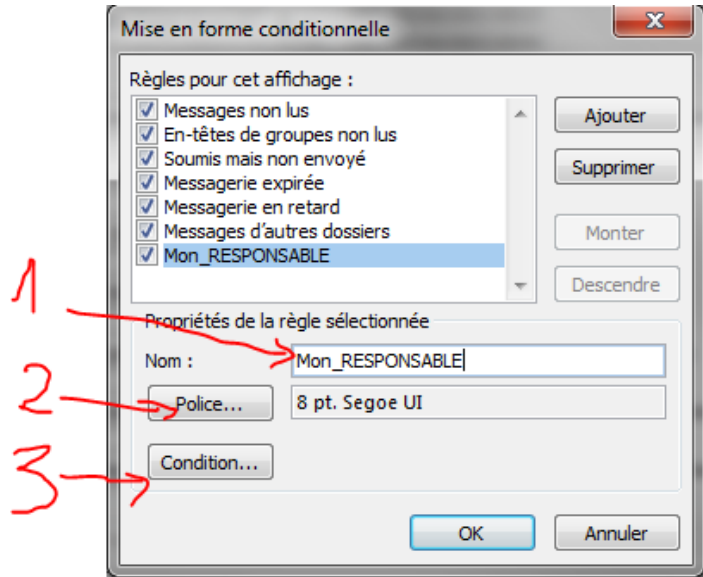 Mise en forme conditionnelle
Règles pour cet affichage :
Messages non lus
Ajouter
En-têtes de groupes non lus
Soumis mais non envoyé
Supprimer
Messagerie expirée
Messagerie en retard
Messages d'autres dossiers
Monter
Mon_RESPONSABLE
Descendre
1
Propriétés de la règle sélectionnée
Nom :
Mon_RESPONSABLE
2
Police...
8 pt. Segoe UI
3
Condition...
OK
Annuler